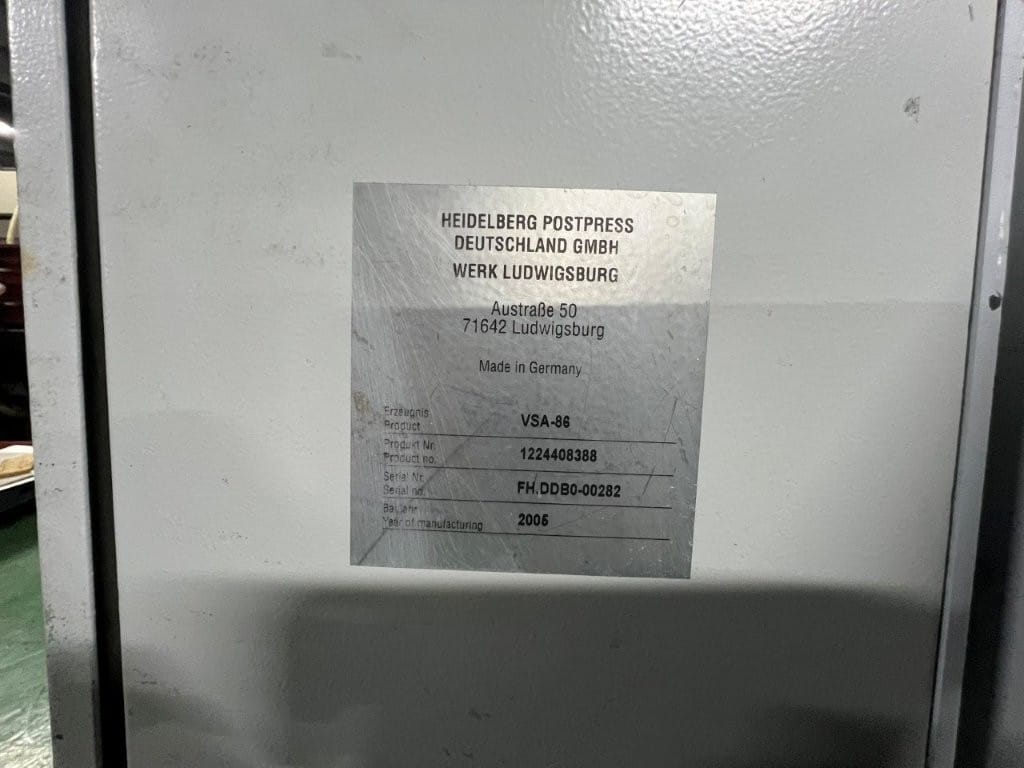 HEIDELBERG POSTPRESS
DEUTSCHLAND GMBH
WERK LUDWIGSBURG
Austraße 50
71642 Ludwigsburg
Made in Germany
Erzeugnis
Product VSA-86
Produkt Nr.
Product no. 1224408388
Serial Nr.
Serial no. FH.DDB0-00282
Baujahr
Year of manufacturing 2005